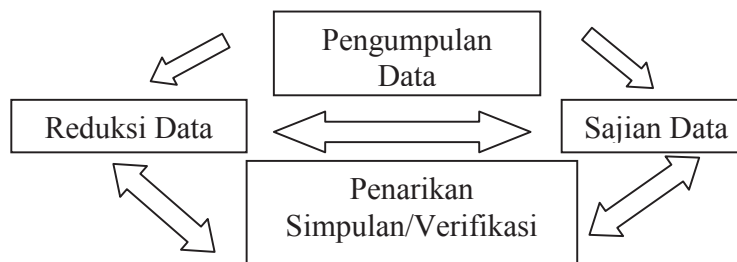 Pengumpulan
Data
Reduksi Data
Sajian Data
Penarikan
Simpulan/Verifikasi